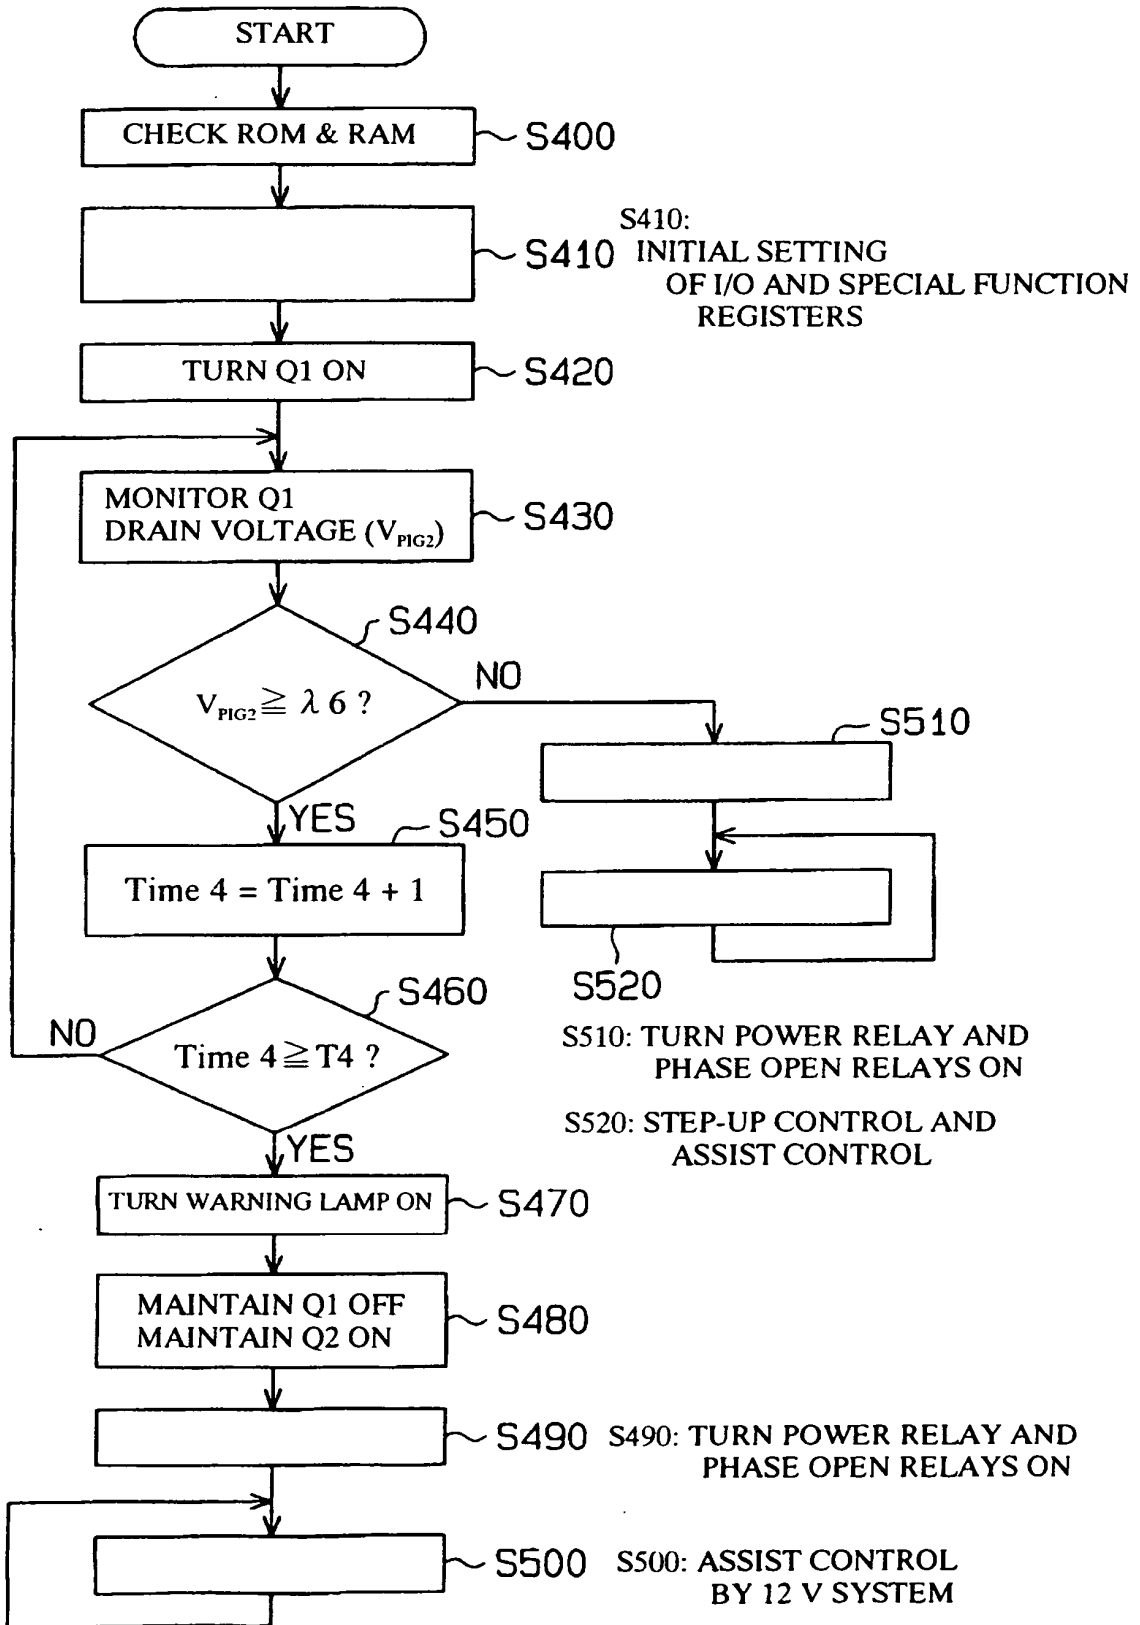 START
CHECK ROM & RAM
S400
S410
S410:
INITIAL SETTING
OF I/O AND SPECIAL FUNCTION
REGISTERS
TURN Q1 ON
S420
MONITOR Q1
DRAIN VOLTAGE (VPIG2)
S430
S440
VPIG2 ≧ λ 6 ?
NO
S510
YES
S450
Time 4 = Time 4 + 1
S520
S460
NO
Time 4 ≧ T4 ?
S510: TURN POWER RELAY AND
PHASE OPEN RELAYS ON
S520: STEP-UP CONTROL AND
ASSIST CONTROL
YES
TURN WARNING LAMP ON
S470
MAINTAIN Q1 OFF
MAINTAIN Q2 ON
S480
S490
S490: TURN POWER RELAY AND
PHASE OPEN RELAYS ON
S500
S500: ASSIST CONTROL
BY 12 V SYSTEM